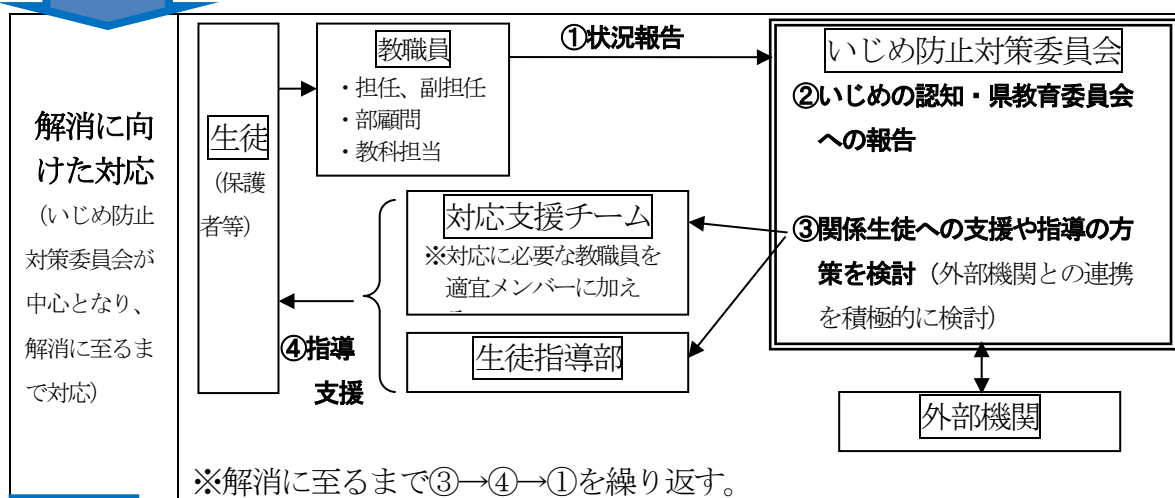 解消に向
けた対応
(いじめ防止
対策委員会が
中心となり、
解消に至るま
で対応)
生徒
(保護
者等)
教職員
・担任、副担任
・部顧問
・教科担当
①状況報告
いじめ防止対策委員会
②いじめの認知・県教育委員会
への報告
③関係生徒への支援や指導の方
策を検討(外部機関との連携
を積極的に検討)
対応支援チーム
※対応に必要な教職員を
適宜メンバーに加え
生徒指導部
④指導
支援
外部機関
※解消に至るまで③→④→①を繰り返す。